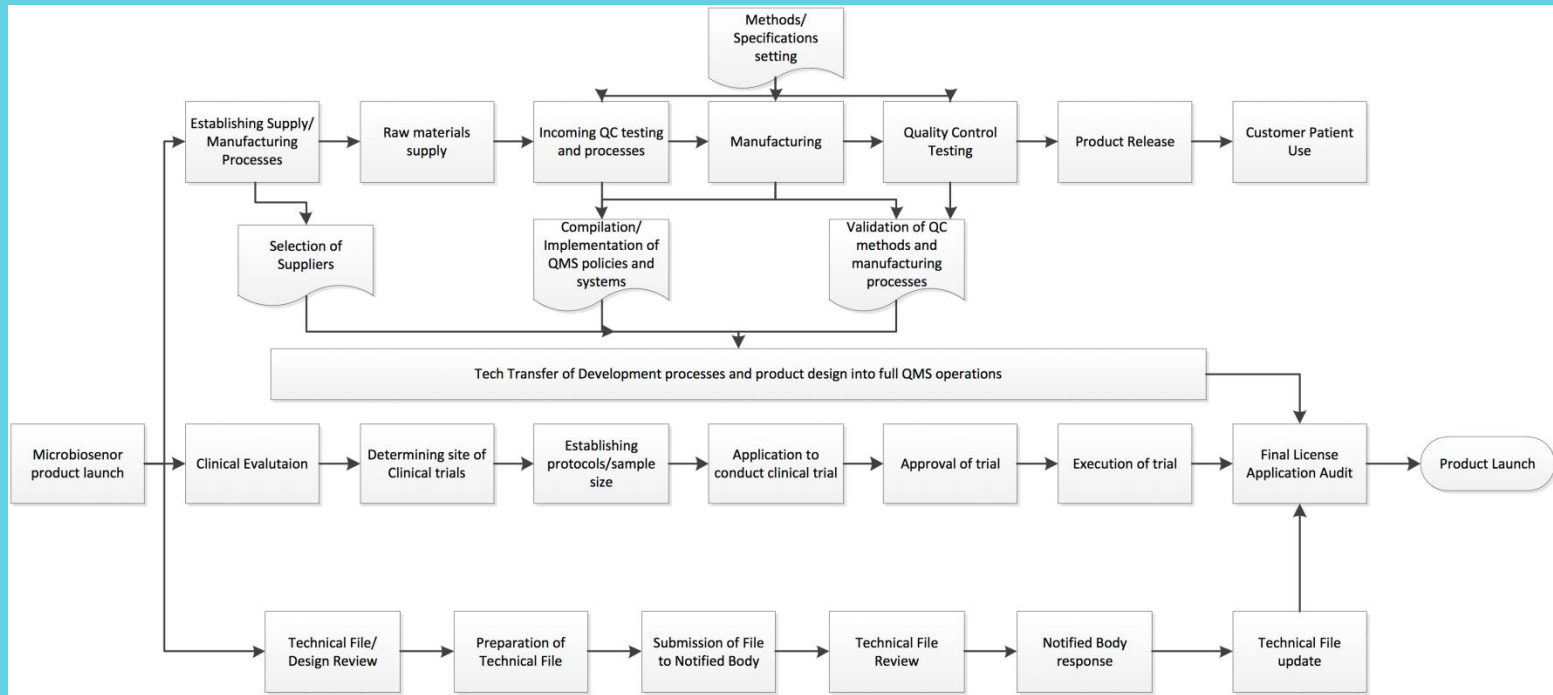 Methods/
Specifications
setting
Establishing Supply/
Manufacturing
Processes
Raw materials
supply
Incoming QC testing
and processes
Manufacturing
Quality Control
Testing
Product Release
Customer Patient
Use
Selection of
Suppliers
Compilation/
Implementation of
QMS policies and
systems
Validation of QC
methods and
manufacturing
processes
Tech Transfer of Development processes and product design into full QMS operations
Microbiosenor
product launch
Clinical Evalutaion
Determining site of
Clinical trials
Establishing
protocols/sample
size
Application to
conduct clinical trial
Approval of trial
Execution of trial
Final License
Application Audit
Product Launch
Technical File/
Design Review
Preparation of
Technical File
Submission of File
to Notified Body
Technical File
Review
Notified Body
response
Technical File
update